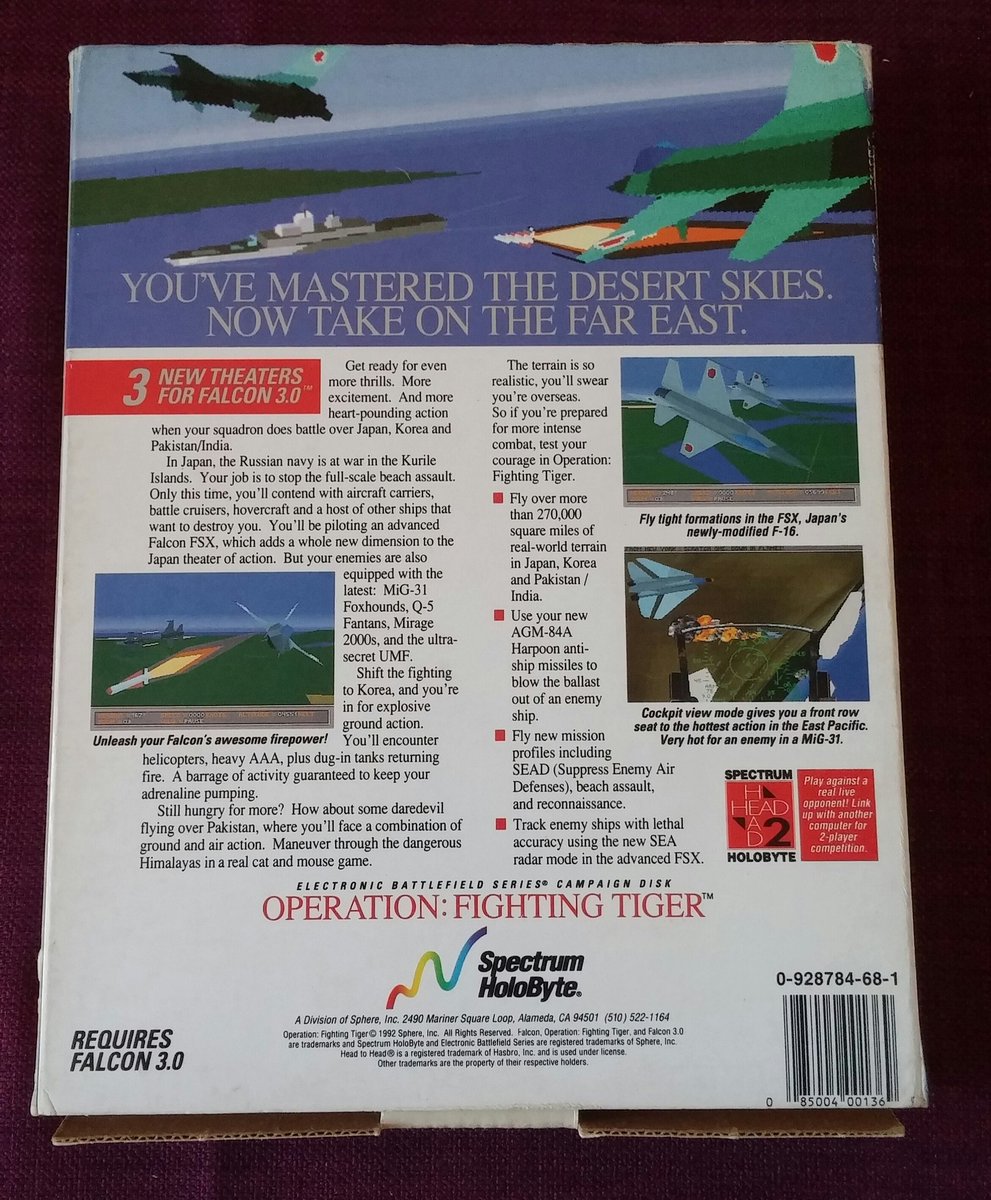 YOU'VE MASTERED THE DESERT SKIES.
NOW TAKE ON THE FAR EAST.
3 NEW THEATERS
FOR FALCON 3.0™
Get ready for even
more thrills. More
excitement. And more
heart-pounding action
when your squadron does battle over Japan, Korea and
Pakistan/India.
In Japan, the Russian navy is at war in the Kurile
Islands. Your job is to stop the full-scale beach assault.
Only this time, you'll contend with aircraft carriers,
battle cruisers, hovercraft and a host of other ships that
want to destroy you. You'll be piloting an advanced
Falcon FSX, which adds a whole new dimension to the
Japan theater of action. But your enemies are also
equipped with the
latest: MiG-31
Foxhounds, Q-5
Fantans, Mirage
2000s, and the ultra-
secret UMF.
Shift the fighting
to Korea, and you're
in for explosive
ground action.
You'll encounter
helicopters, heavy AAA, plus dug-in tanks returning
fire. A barrage of activity guaranteed to keep your
adrenaline pumping.
Still hungry for more? How about some daredevil
flying over Pakistan, where you'll face a combination of
ground and air action. Maneuver through the dangerous
Himalayas in a real cat and mouse game.
Unleash your Falcon's awesome firepower!
The terrain is so
realistic, you'll swear
you're overseas.
So if you're prepared
for more intense
combat, test your
courage in Operation:
Fighting Tiger.
Fly over more
than 270,000
square miles of
real-world terrain
in Japan, Korea
and Pakistan /
India.
Use your new
AGM-84A
Harpoon anti-
ship missiles to
blow the ballast
out of an enemy
ship.
Fly new mission
profiles including
SEAD (Suppress Enemy Air
Defenses), beach assault,
and reconnaissance.
Track enemy ships with lethal
accuracy using the new SEA
radar mode in the advanced FSX.
Fly tight formations in the FSX, Japan's
newly-modified F-16.
Cockpit view mode gives you a front row
seat to the hottest action in the East Pacific.
Very hot for an enemy in a MiG-31.
SPECTRUM
HEAD
2
HEAD
HOLOBYTE
Play against a
real live
opponent! Link
up with another
computer for
2-player
competition.
ELECTRONIC BATTLEFIELD SERIES® CAMPAIGN DISK
OPERATION: FIGHTING TIGER™
Spectrum
HoloByte®
A Division of Sphere, Inc. 2490 Mariner Square Loop, Alameda, CA 94501 (510) 522-1164
Operation: Fighting Tiger © 1992 Sphere, Inc. All Rights Reserved. Falcon, Operation: Fighting Tiger, and Falcon 3.0
are trademarks and Spectrum HoloByte and Electronic Battlefield Series are registered trademarks of Sphere, Inc.
Head to Head® is a registered trademark of Hasbro, Inc. and is used under license.
Other trademarks are the property of their respective holders.
REQUIRES
FALCON 3.0
0-928784-68-1
0 85004 00136